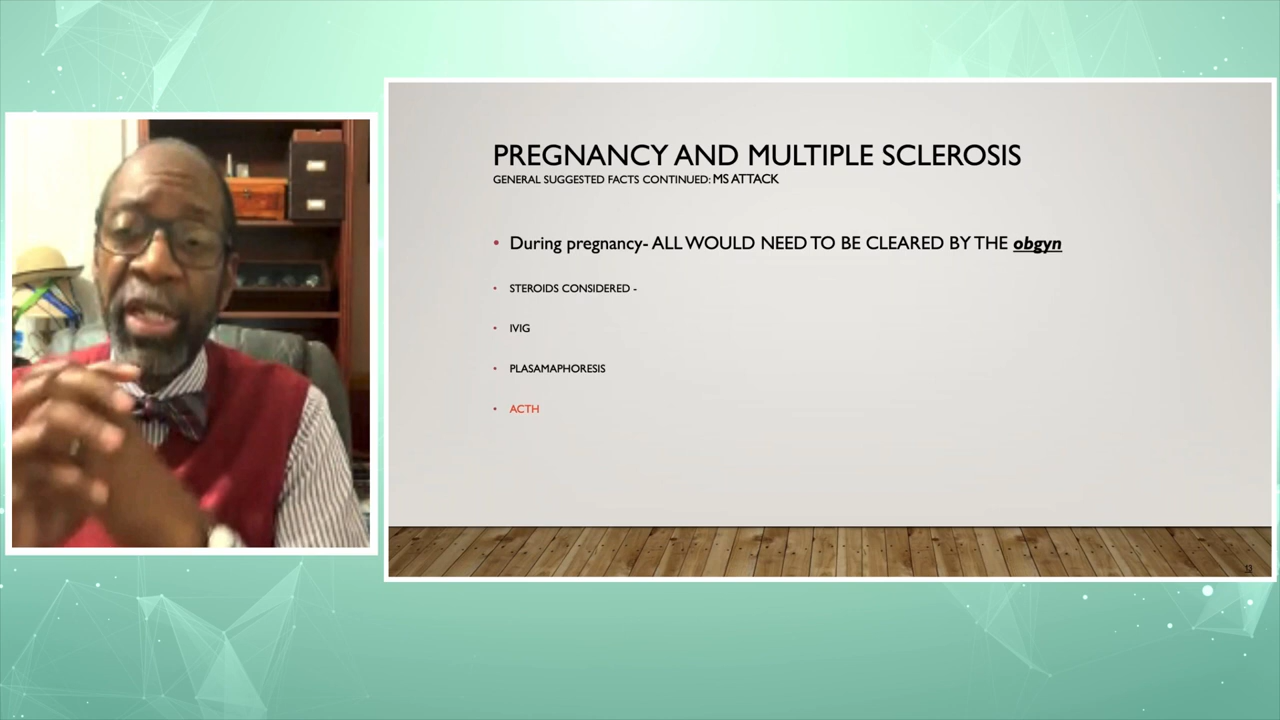 PREGNANCY AND MULTIPLE SCLEROSIS
GENERAL SUGGESTED FACTS CONTINUED: MS ATTACK
• During pregnancy- ALL WOULD NEED TO BE CLEARED BY THE obgyn
• STEROIDS CONSIDERED -
• IVIG
• PLASAMAPHORESIS
• ACTH
13